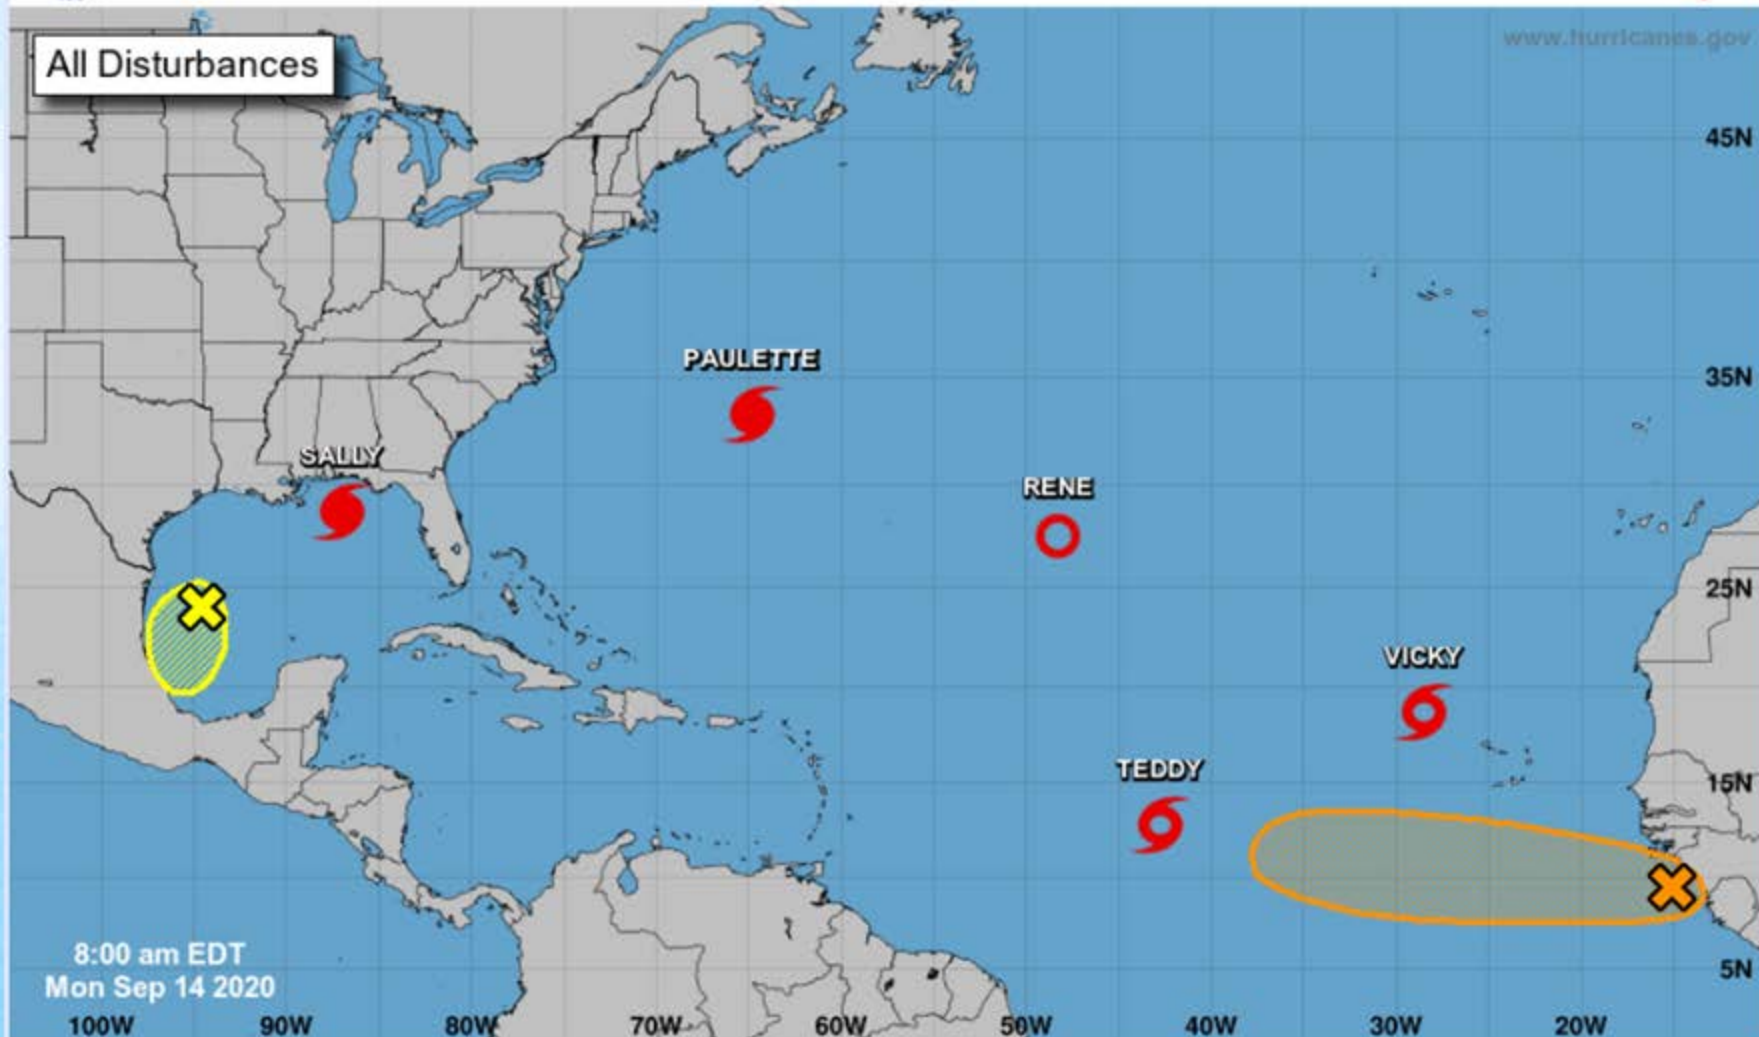 All Disturbances
www.hurricanes.gov
45N
PAULETTE
35N
SALLY
RENE
25N
VICKY
TEDDY
15N
8:00 am EDT
Mon Sep 14 2020
5N
100W 90W 80W 70W 60W 50W 40W 30W 20W